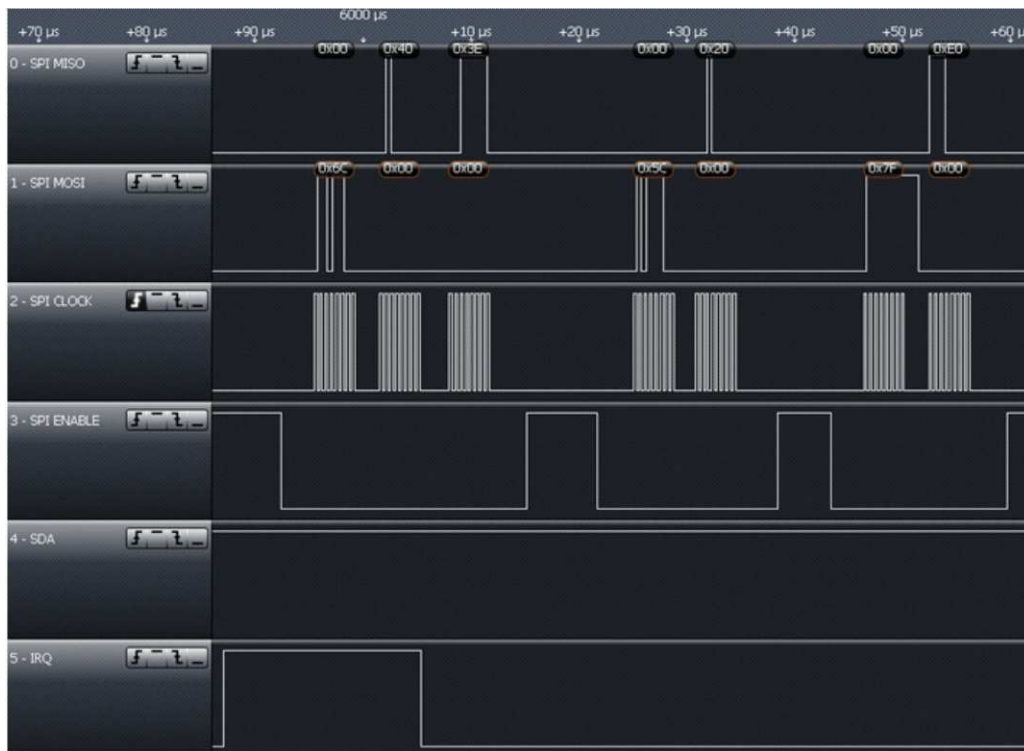 6000 µs
+70 µs +80 µs +90 µs +10 µs +20 µs +30 µs +40 µs +50 µs +60 µs
0x00 0x40 0x3E 0x00 0x20 0x00 0xE0
0 - SPI MISO
0x6C 0x00 0x00 0x5C 0x00 0x7F 0x00
1 - SPI MOSI
2 - SPI CLOCK
3 - SPI ENABLE
4 - SDA
5 - IRQ